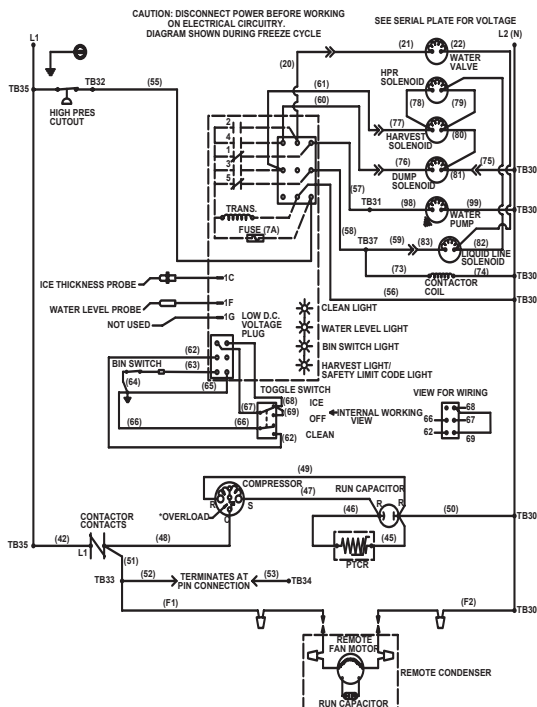 CAUTION: DISCONNECT POWER BEFORE WORKING
ON ELECTRICAL CIRCUITRY.
DIAGRAM SHOWN DURING FREEZE CYCLE
SEE SERIAL PLATE FOR VOLTAGE
L1
L2 (N)
(21)
(22)
WATER
VALVE
(20)
HPR
SOLENOID
TB35
TB32
(55)
(61)
(60)
(78)
(79)
HIGH PRES
CUTOUT
(77)
(80)
HARVEST
SOLENOID
2
4
1
3
5
(76)
(75)
TB30
DUMP
SOLENOID
(81)
(57)
TB31
(98)
(99)
TB30
WATER
PUMP
TRANS.
FUSE (7A)
(58)
TB37
(59)
(83)
(82)
LIQUID LINE
SOLENOID
(73)
(74)
TB30
CONTACTOR
COIL
ICE THICKNESS PROBE
1C
(56)
TB30
WATER LEVEL PROBE
1F
CLEAN LIGHT
NOT USED
1G
LOW D.C.
VOLTAGE
PLUG
WATER LEVEL LIGHT
BIN SWITCH LIGHT
HARVEST LIGHT/
SAFETY LIMIT CODE LIGHT
(62)
BIN SWITCH
(63)
(64)
(65)
TOGGLE SWITCH
VIEW FOR WIRING
(68)
ICE
(67)
(69)
OFF
INTERNAL WORKING
VIEW
68
66
67
(66)
(66)
CLEAN
62
69
(62)
(49)
COMPRESSOR
(47)
RUN CAPACITOR
R
S
R
R
*OVERLOAD
C
(46)
(50)
TB30
CONTACTOR
CONTACTS
(42)
(48)
(45)
TB35
L1
PTCR
(51)
(52)
TERMINATES AT
PIN CONNECTION
(53)
TB33
TB34
(F1)
(F2)
TB30
REMOTE
FAN MOTOR
REMOTE CONDENSER
RUN CAPACITOR